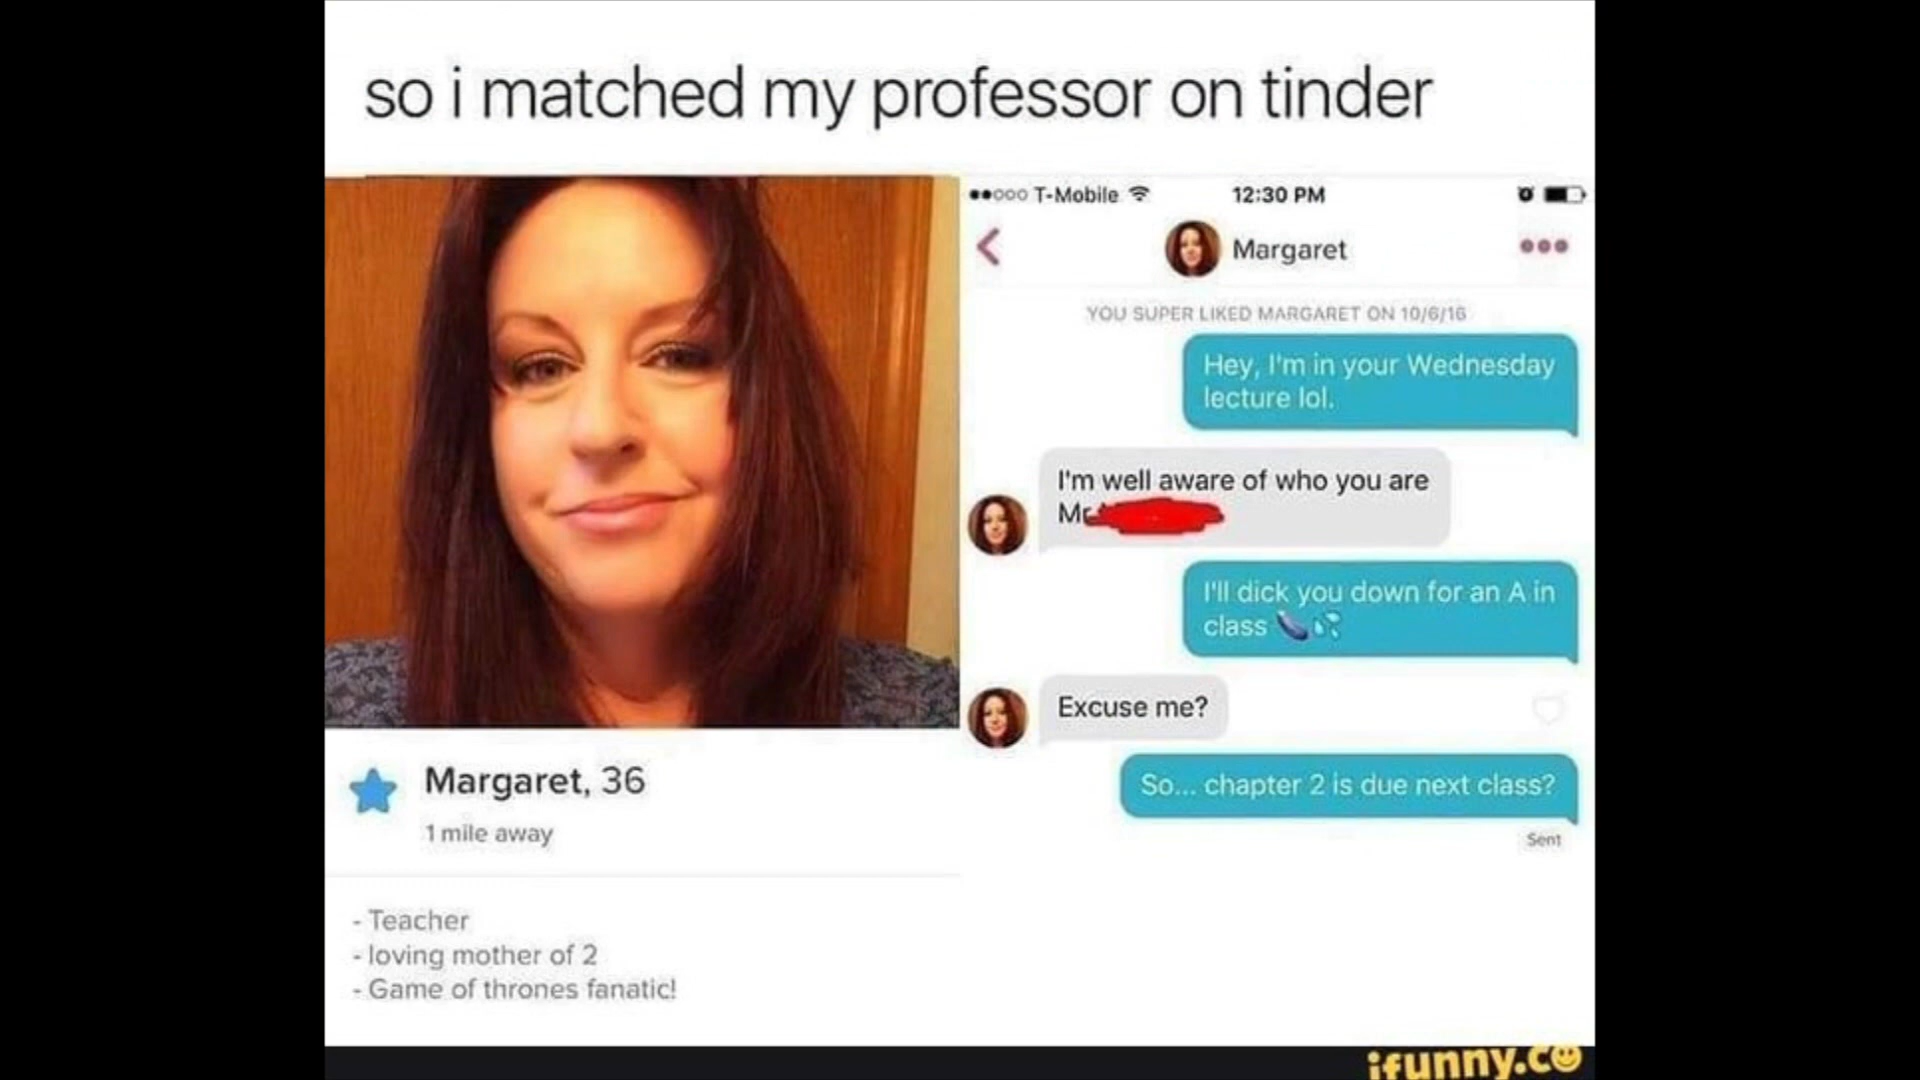 so i matched my professor on tinder
T-Mobile 12:30 PM
Margaret
YOU SUPER LIKED MARGARET ON 10/6/16
Hey, I'm in your Wednesday
lecture lol.
I'm well aware of who you are
Mr
I'll dick you down for an A in
class 🍆💦
Excuse me?
So... chapter 2 is due next class?
Sent
Margaret, 36
1 mile away
- Teacher
- loving mother of 2
- Game of thrones fanatic!
ifunny.co